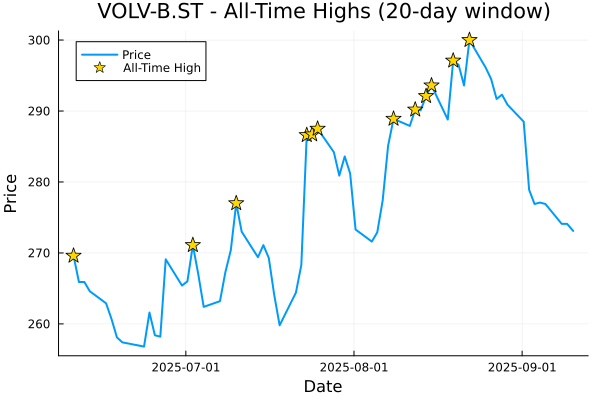 VOLV-B.ST - All-Time Highs (20-day window)
Price
All-Time High
300
290
280
270
260
Price
2025-07-01
2025-08-01
2025-09-01
Date